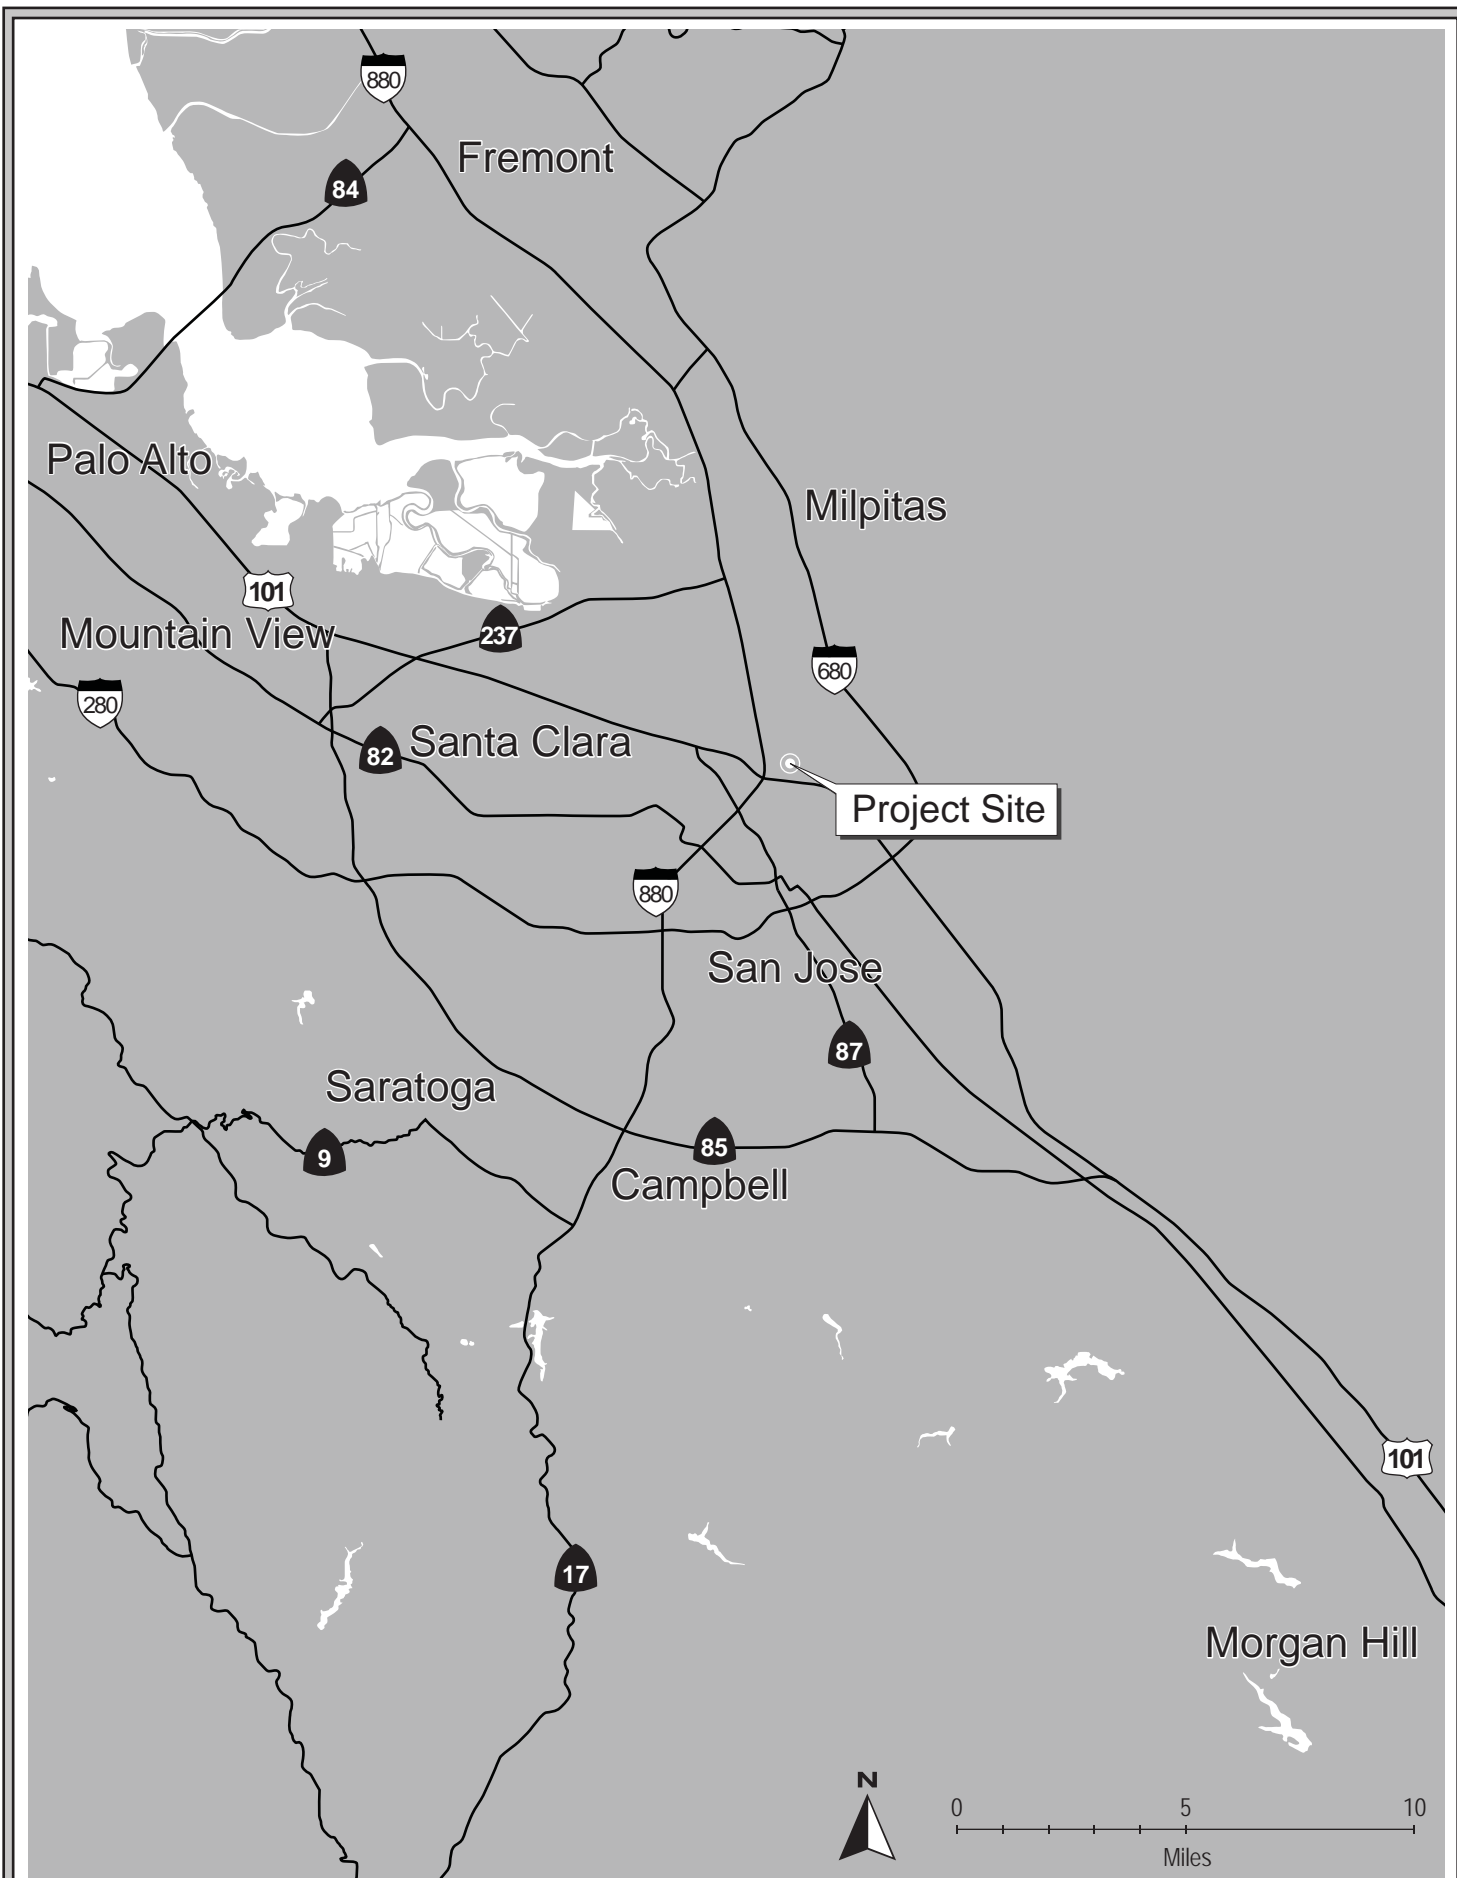 880
Fremont
84
Palo Alto
Milpitas
101
Mountain View
237
680
280
82
Santa Clara
Project Site
880
San Jose
87
Saratoga
9
85
Campbell
101
17
Morgan Hill
N
0 5 10
Miles